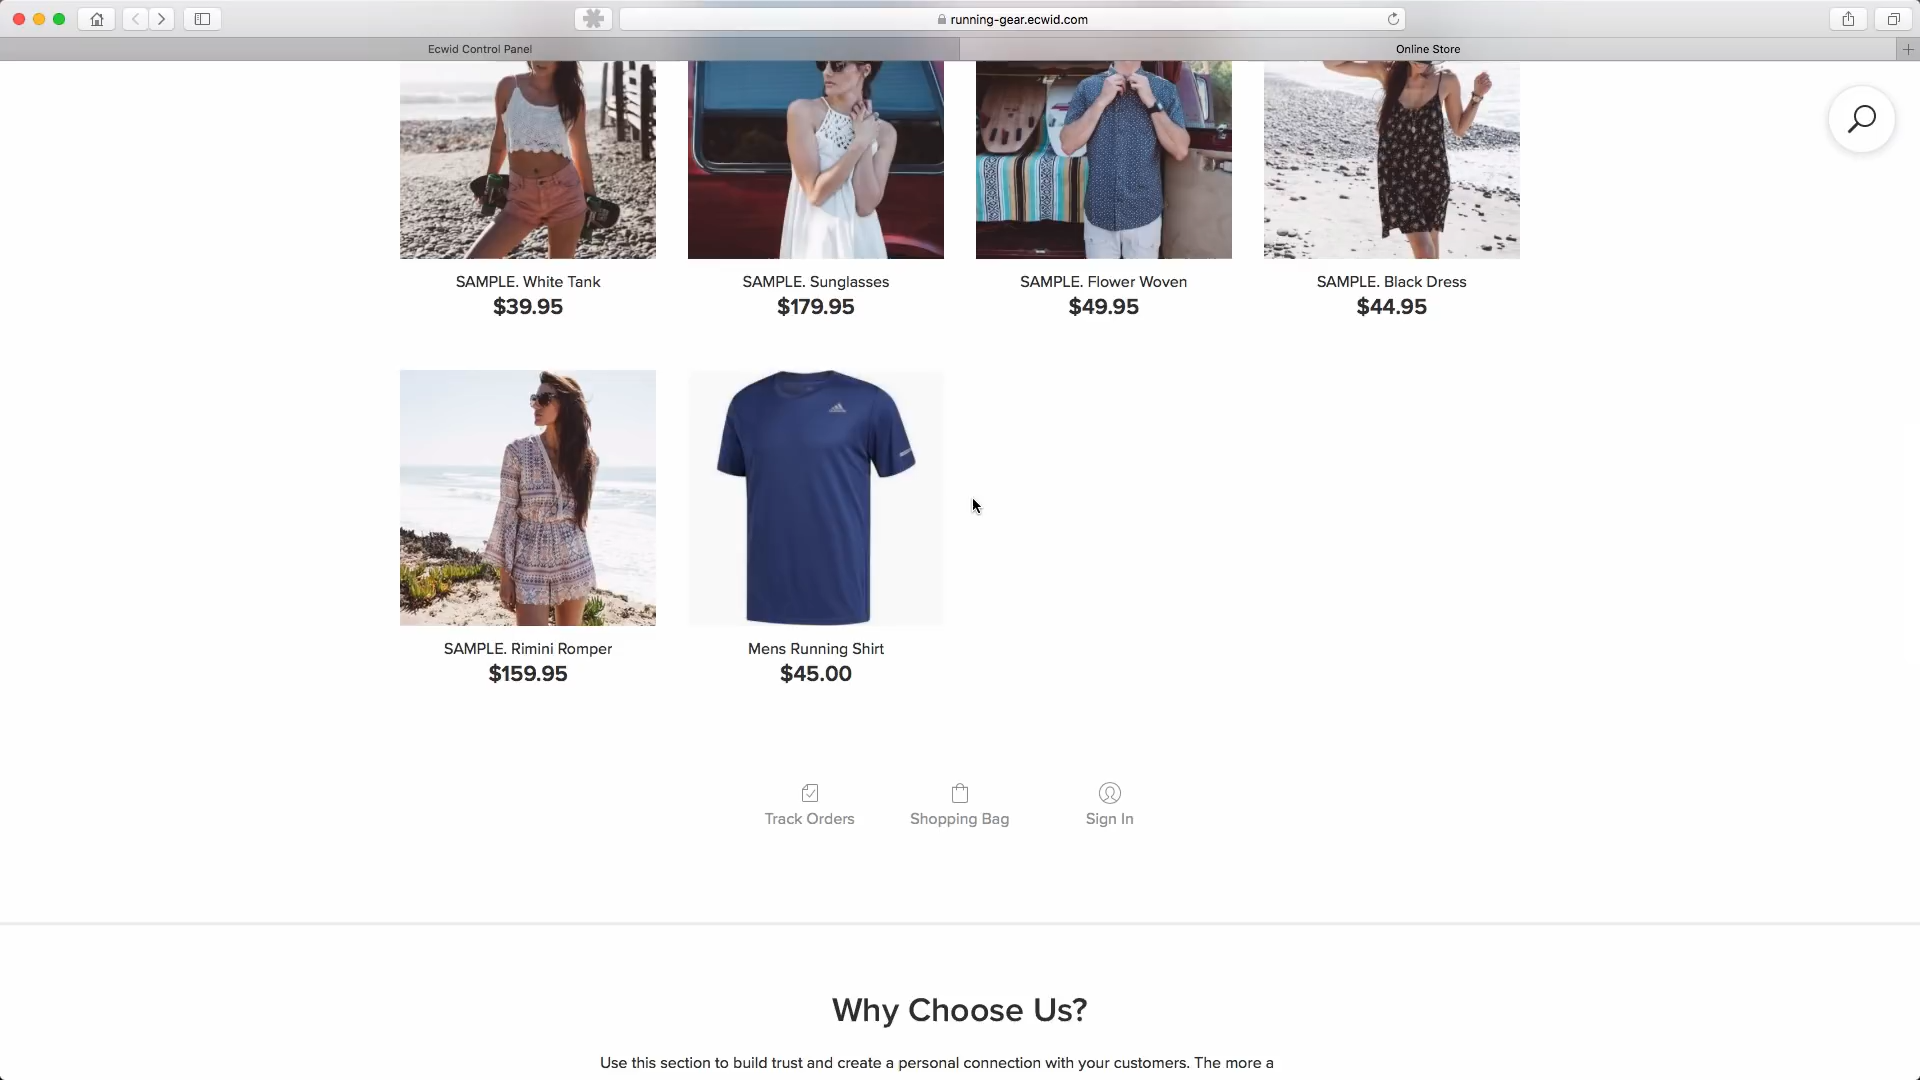 running-gear.ecwid.com
Ecwid Control Panel
Online Store
SAMPLE. White Tank
$39.95
SAMPLE. Sunglasses
$179.95
SAMPLE. Flower Woven
$49.95
SAMPLE. Black Dress
$44.95
SAMPLE. Rimini Romper
$159.95
Mens Running Shirt
$45.00
Track Orders
Shopping Bag
Sign In
Why Choose Us?
Use this section to build trust and create a personal connection with your customers. The more a